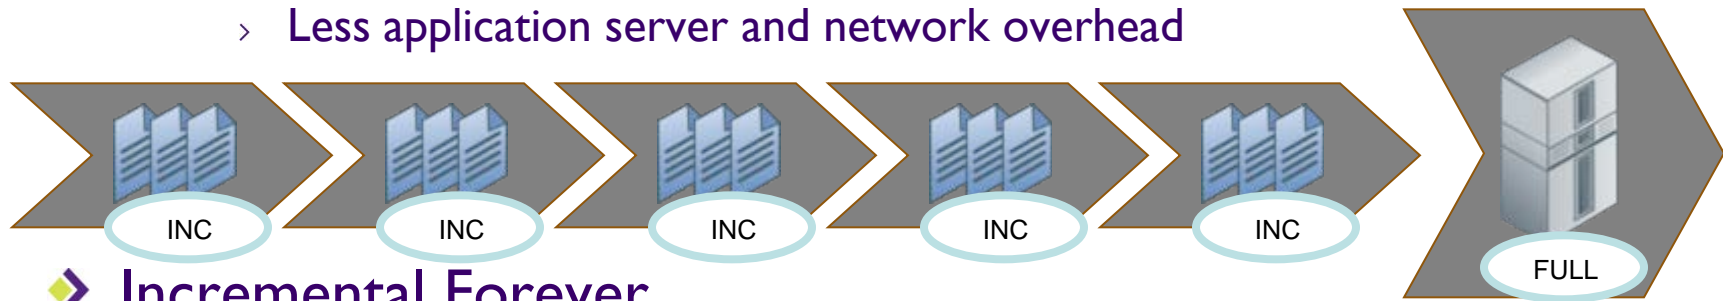 › Less application server and network overhead
INC INC INC INC INC
FULL
Incremental Forever